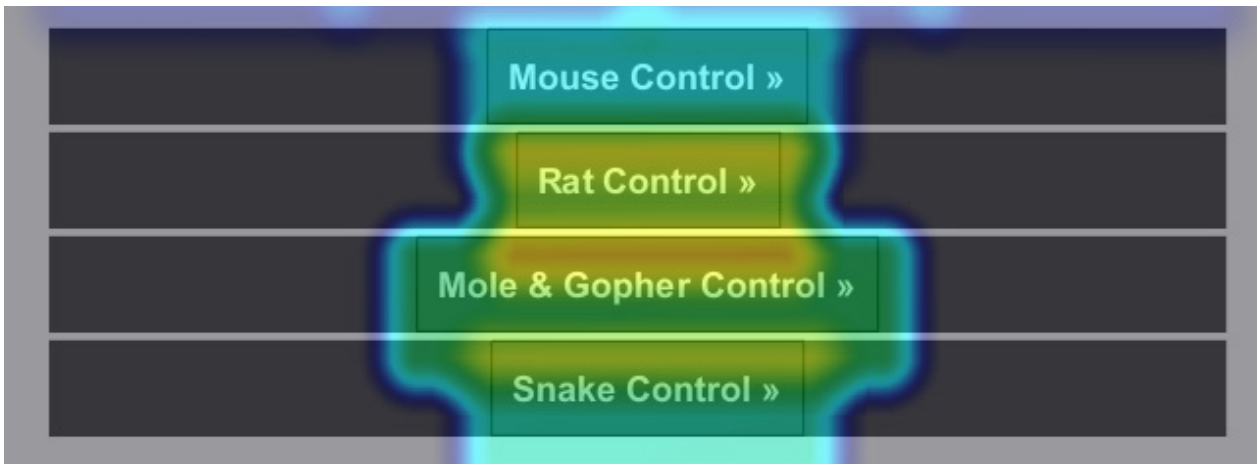 Mouse Control »
Rat Control »
Mole & Gopher Control »
Snake Control »